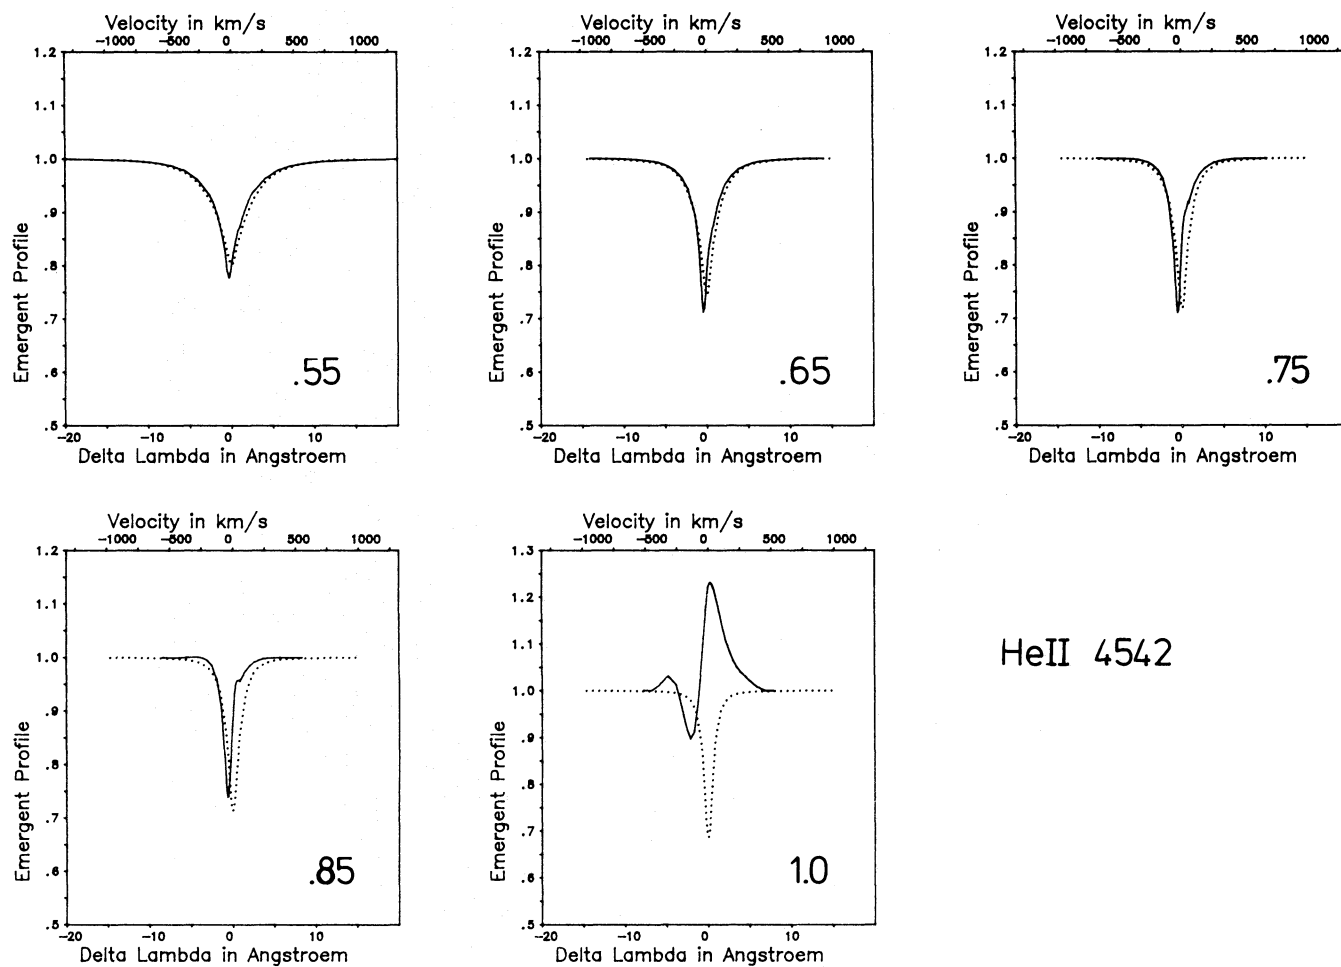 Velocity in km/s
-1000 -500 0 500 1000
1.2
1.1
1.0
.9
.8
.7
.6
.5
Emergent Profile
.55
-20 -10 0 10
Delta Lambda in Angstroem
Velocity in km/s
-1000 -500 0 500 1000
1.2
1.1
1.0
.9
.8
.7
.6
.5
Emergent Profile
.65
-20 -10 0 10
Delta Lambda in Angstroem
Velocity in km/s
-1000 -500 0 500 1000
1.2
1.1
1.0
.9
.8
.7
.6
.5
Emergent Profile
.75
-20 -10 0 10
Delta Lambda in Angstroem
Velocity in km/s
-1000 -500 0 500 1000
1.2
1.1
1.0
.9
.8
.7
.6
.5
Emergent Profile
.85
-20 -10 0 10
Delta Lambda in Angstroem
Velocity in km/s
-1000 -500 0 500 1000
1.3
1.2
1.1
1.0
.9
.8
.7
.6
.5
Emergent Profile
1.0
-20 -10 0 10
Delta Lambda in Angstroem
HeII 4542